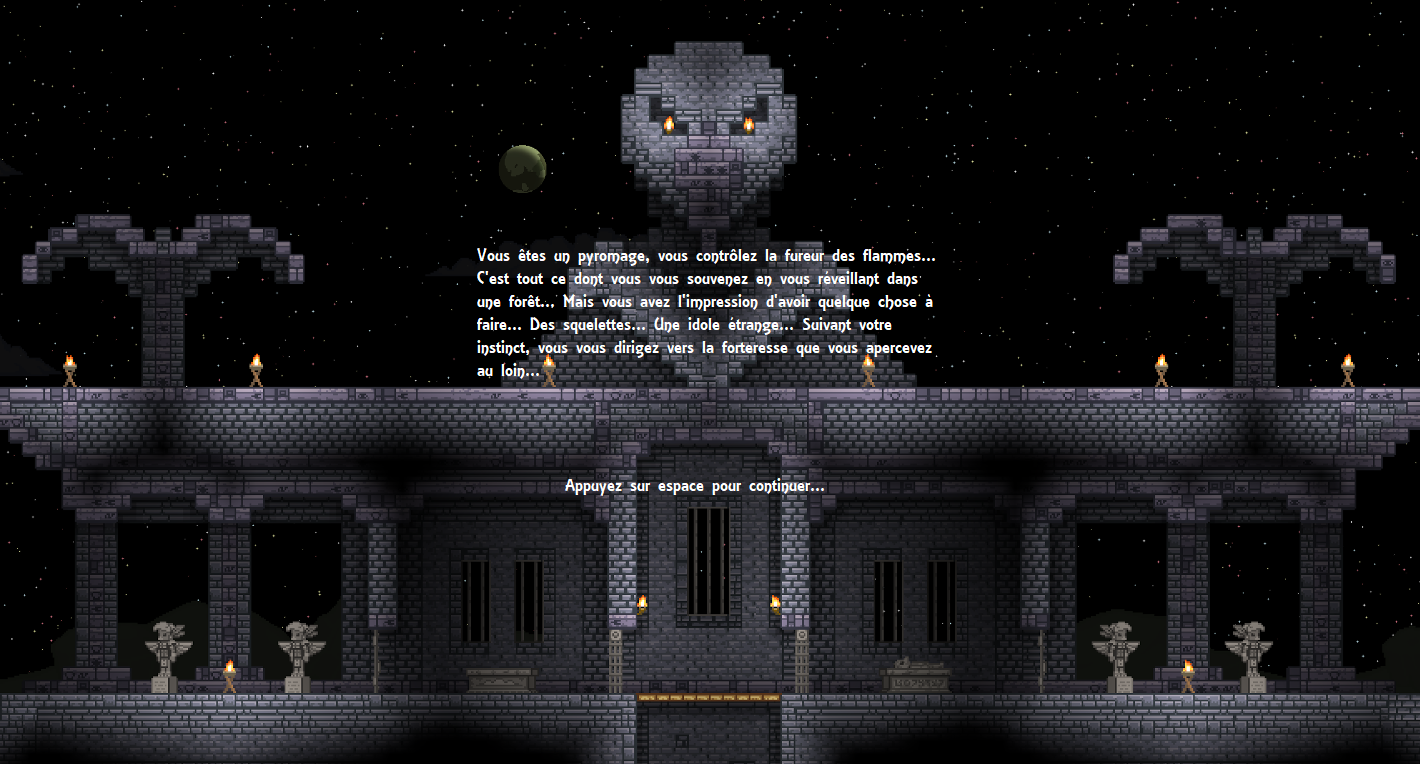 Vous êtes un pyromage, vous contrôlez la fureur des flammes...
C'est tout ce dont vous vous souvenez en vous réveillant dans
une forêt... Mais vous avez l'impression d'avoir quelque chose à
faire... Des squelettes... Une idole étrange... Suivant votre
instinct, vous vous dirigez vers la forteresse que vous apercevez
au loin...
Appuyez sur espace pour continuer...